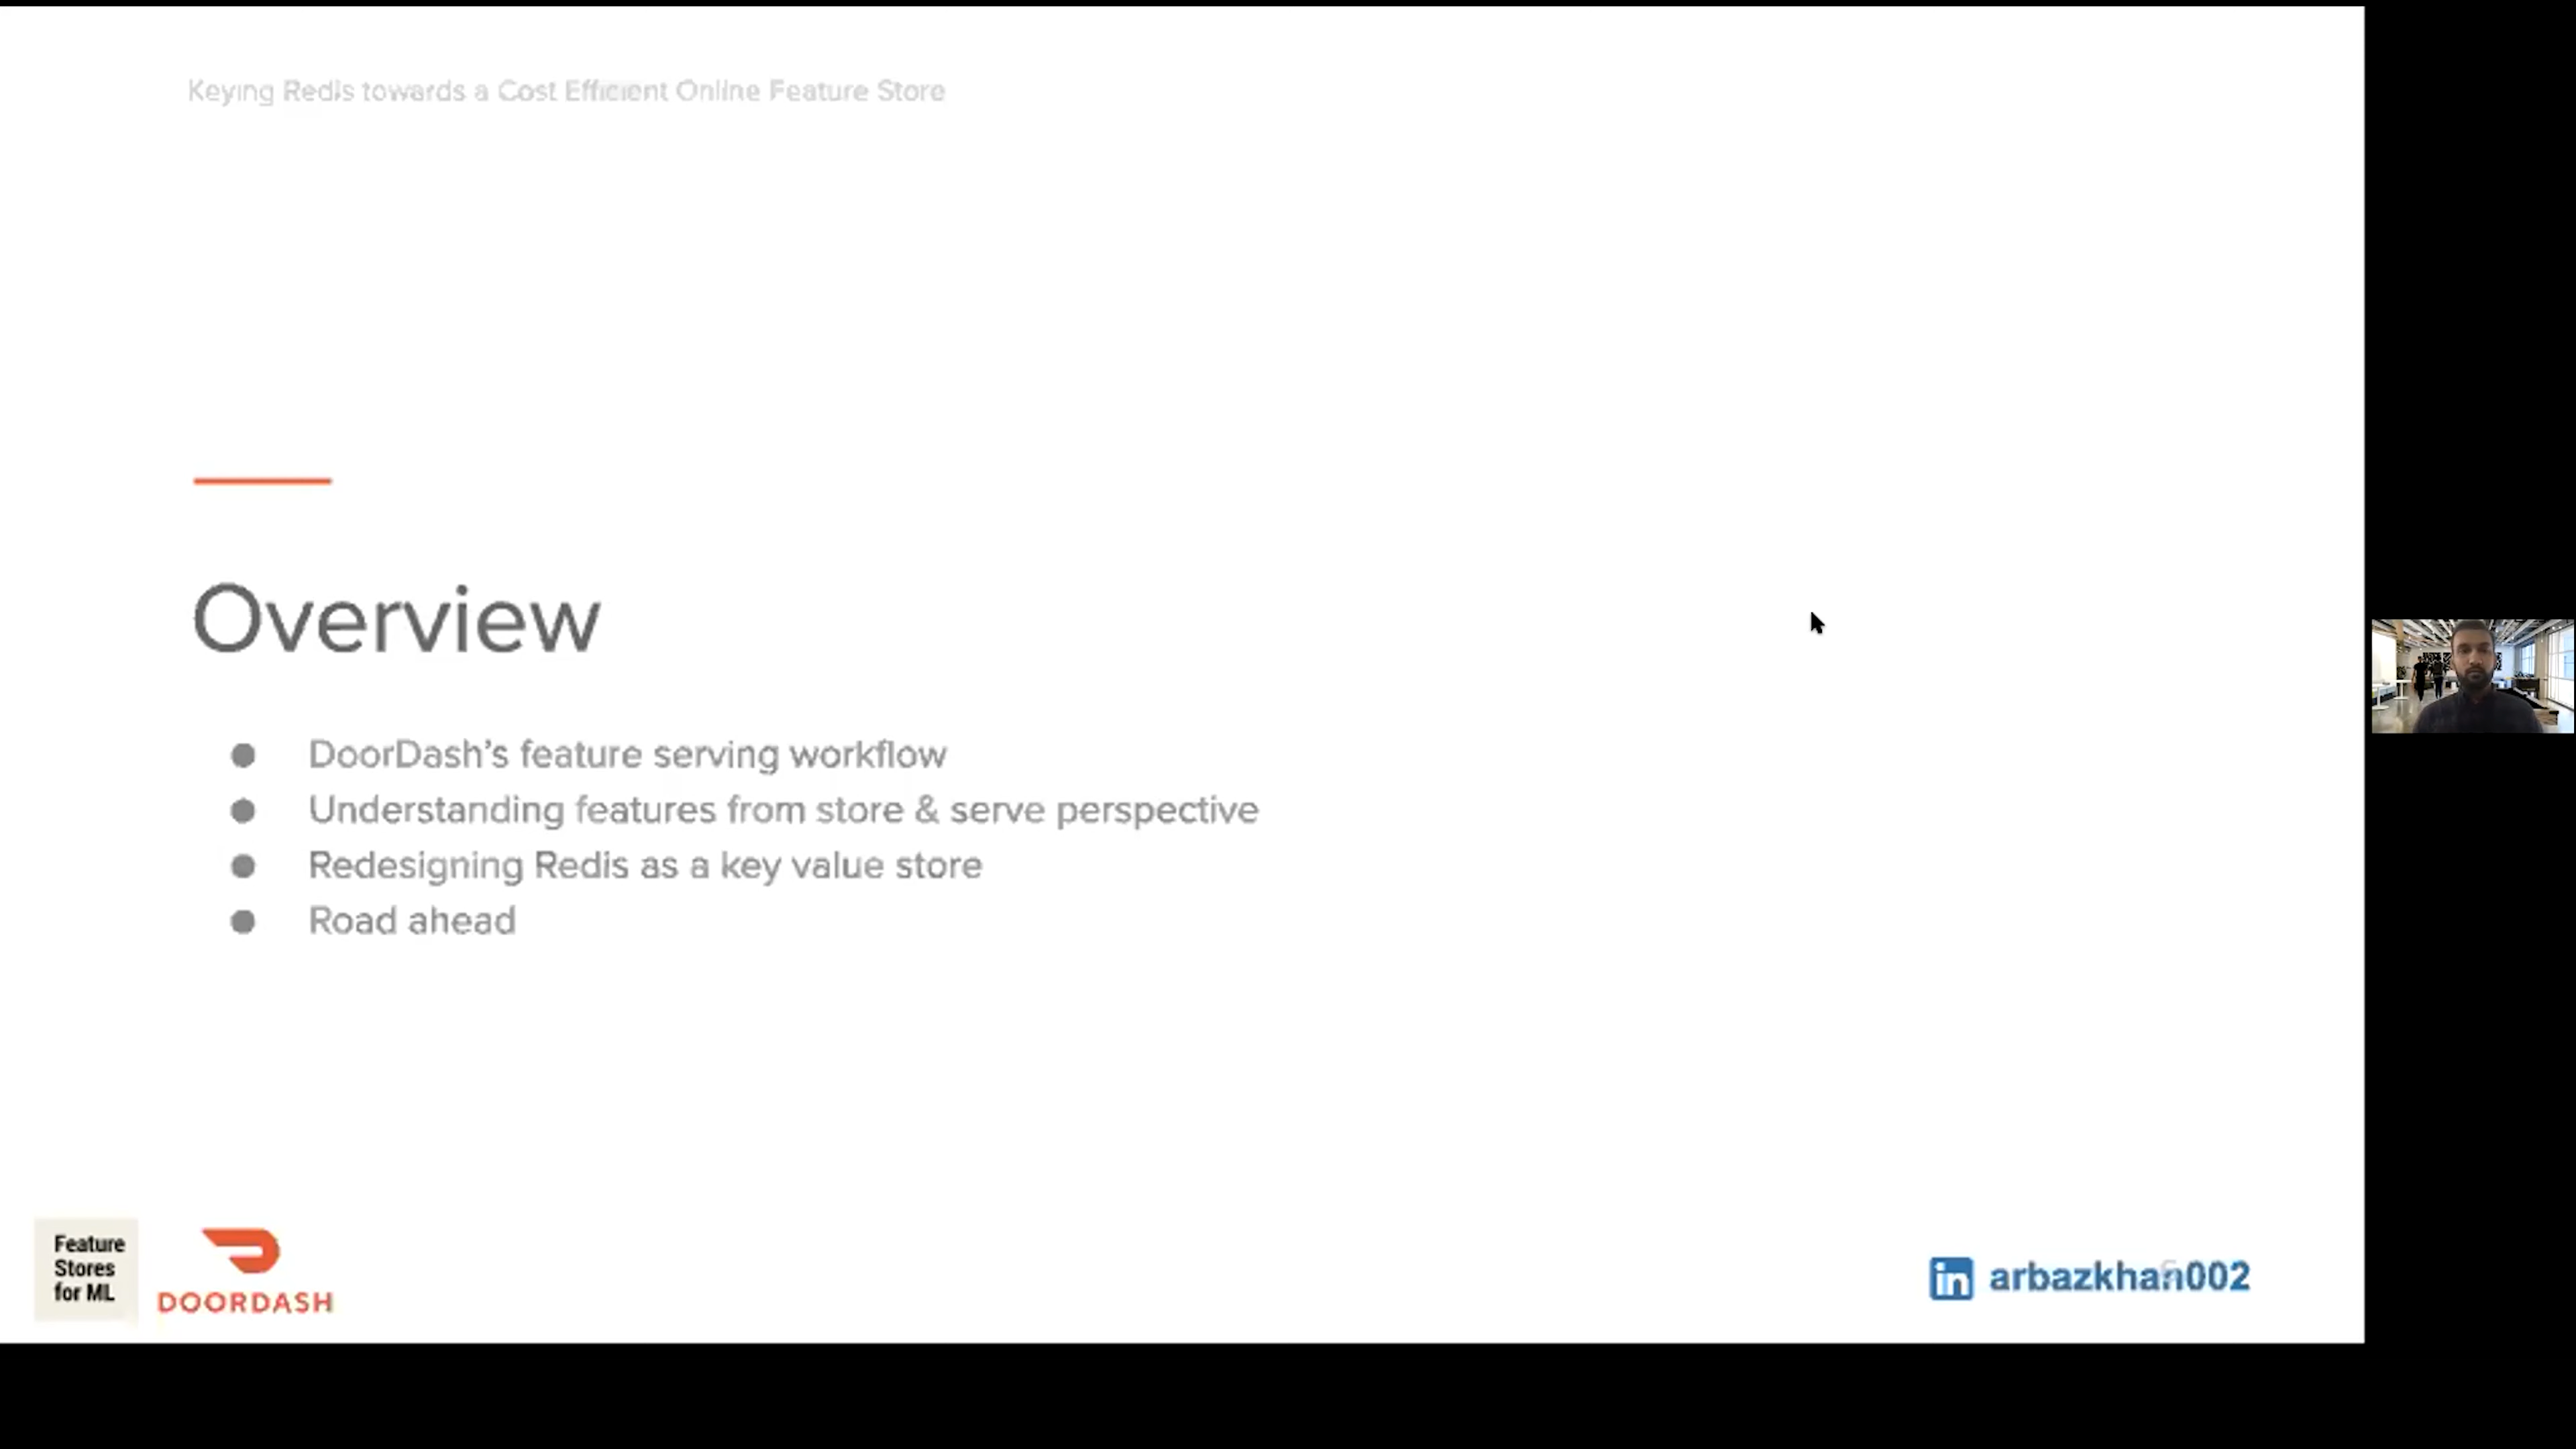 Keying Redis towards a Cost Efficient Online Feature Store
Overview
● DoorDash's feature serving workflow
● Understanding features from store & serve perspective
● Redesigning Redis as a key value store
● Road ahead
Feature
Stores
for ML
DOORDASH
in arbazkhan002